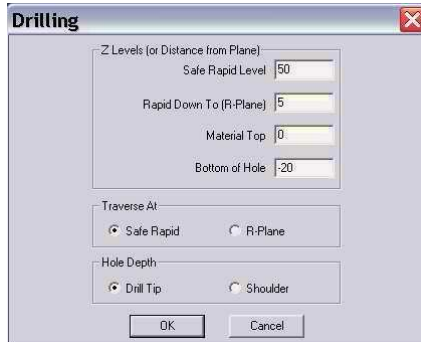 Drilling
Z Levels (or Distance from Plane)
Safe Rapid Level 50
Rapid Down To (R-Plane) 5
Material Top 0
Bottom of Hole -20
Traverse At
Safe Rapid R-Plane
Hole Depth
Drill Tip Shoulder
OK Cancel